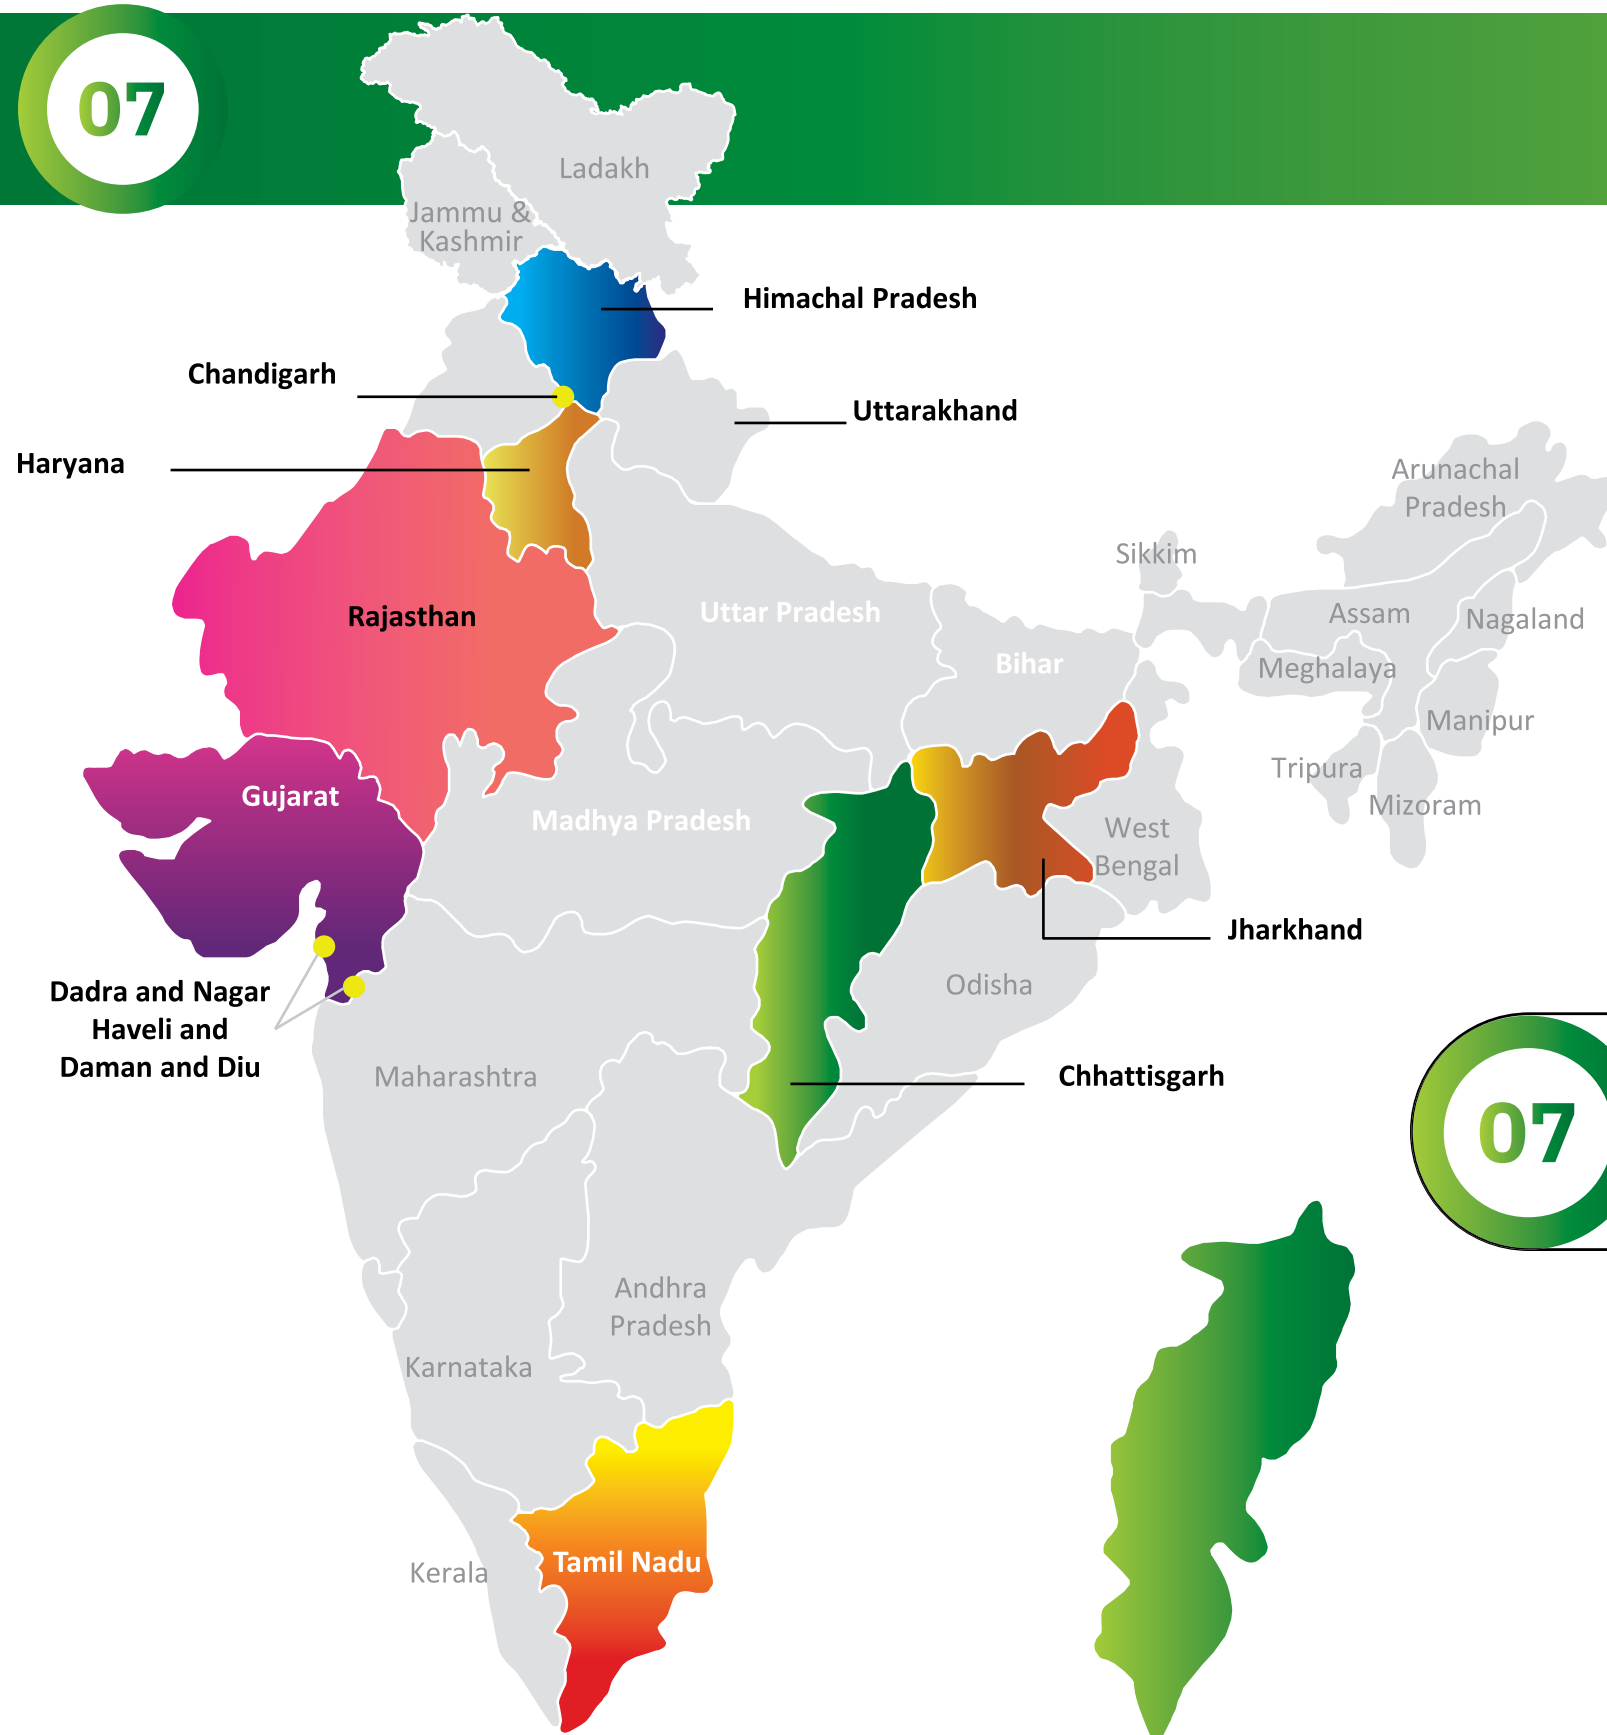 07
Ladakh
Jammu &
Kashmir
Himachal Pradesh
Chandigarh
Uttarakhand
Haryana
Arunachal
Pradesh
Sikkim
Rajasthan
Uttar Pradesh
Assam
Nagaland
Bihar
Meghalaya
Manipur
Gujarat
Tripura
Mizoram
Madhya Pradesh
West
Bengal
Jharkhand
Dadra and Nagar
Haveli and
Daman and Diu
Odisha
Maharashtra
Chhattisgarh
07
Andhra
Pradesh
Karnataka
Kerala
Tamil Nadu